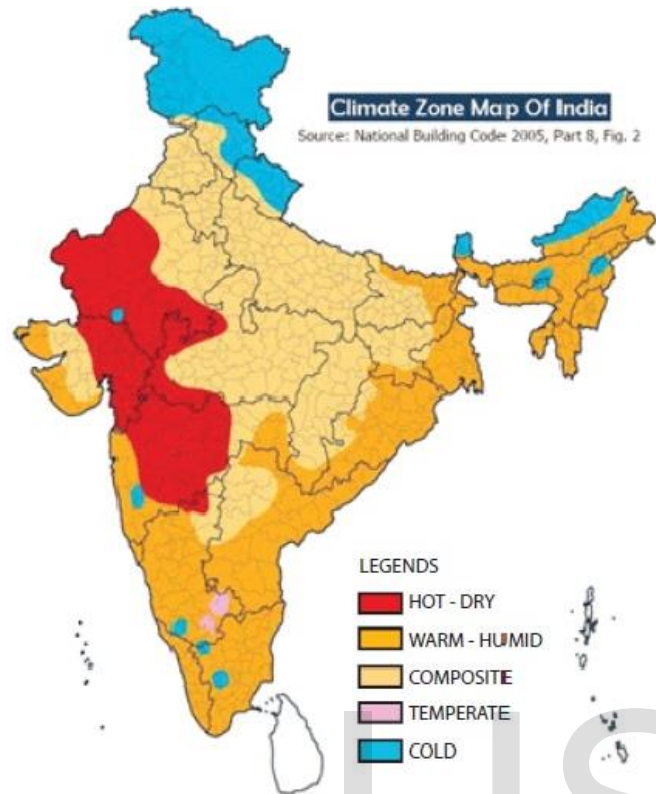 Climate Zone Map Of India
Source: National Building Code 2005, Part 8, Fig. 2
LEGENDS
HOT - DRY
WARM - HUMID
COMPOSITE
TEMPERATE
COLD
US